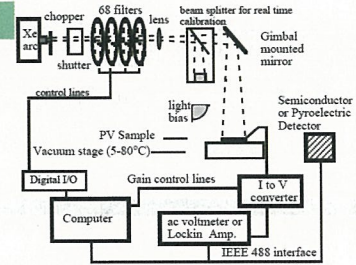 Xe
arc
chopper
shutter
68 filters
lens
beam splitter for real time
calibration
Gimbal
mounted
mirror
control lines
light
bias
Semiconductor
or Pyroelectric
Detector
PV Sample
Vacuum stage (5-80°C)
Digital I/O
Gain control lines
I to V
converter
Computer
ac voltmeter or
Lockin Amp.
IEEE 488 interface